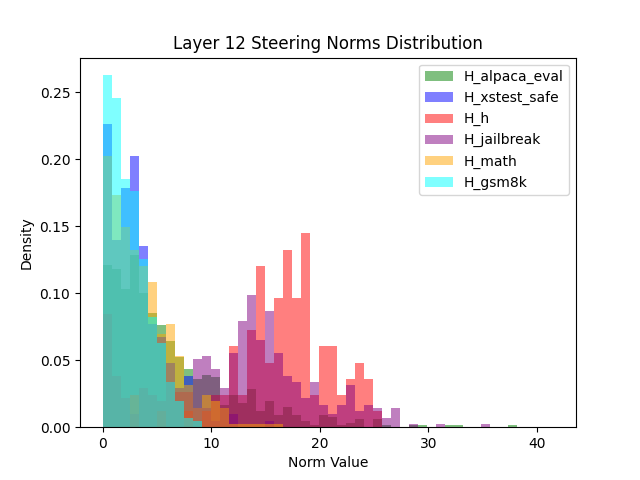 Layer 12 Steering Norms Distribution
H_alpaca_eval
H_xstest_safe
H_h
H_jailbreak
H_math
H_gsm8k
0.25
0.20
0.15
0.10
0.05
0.00
Density
0 10 20 30 40
Norm Value